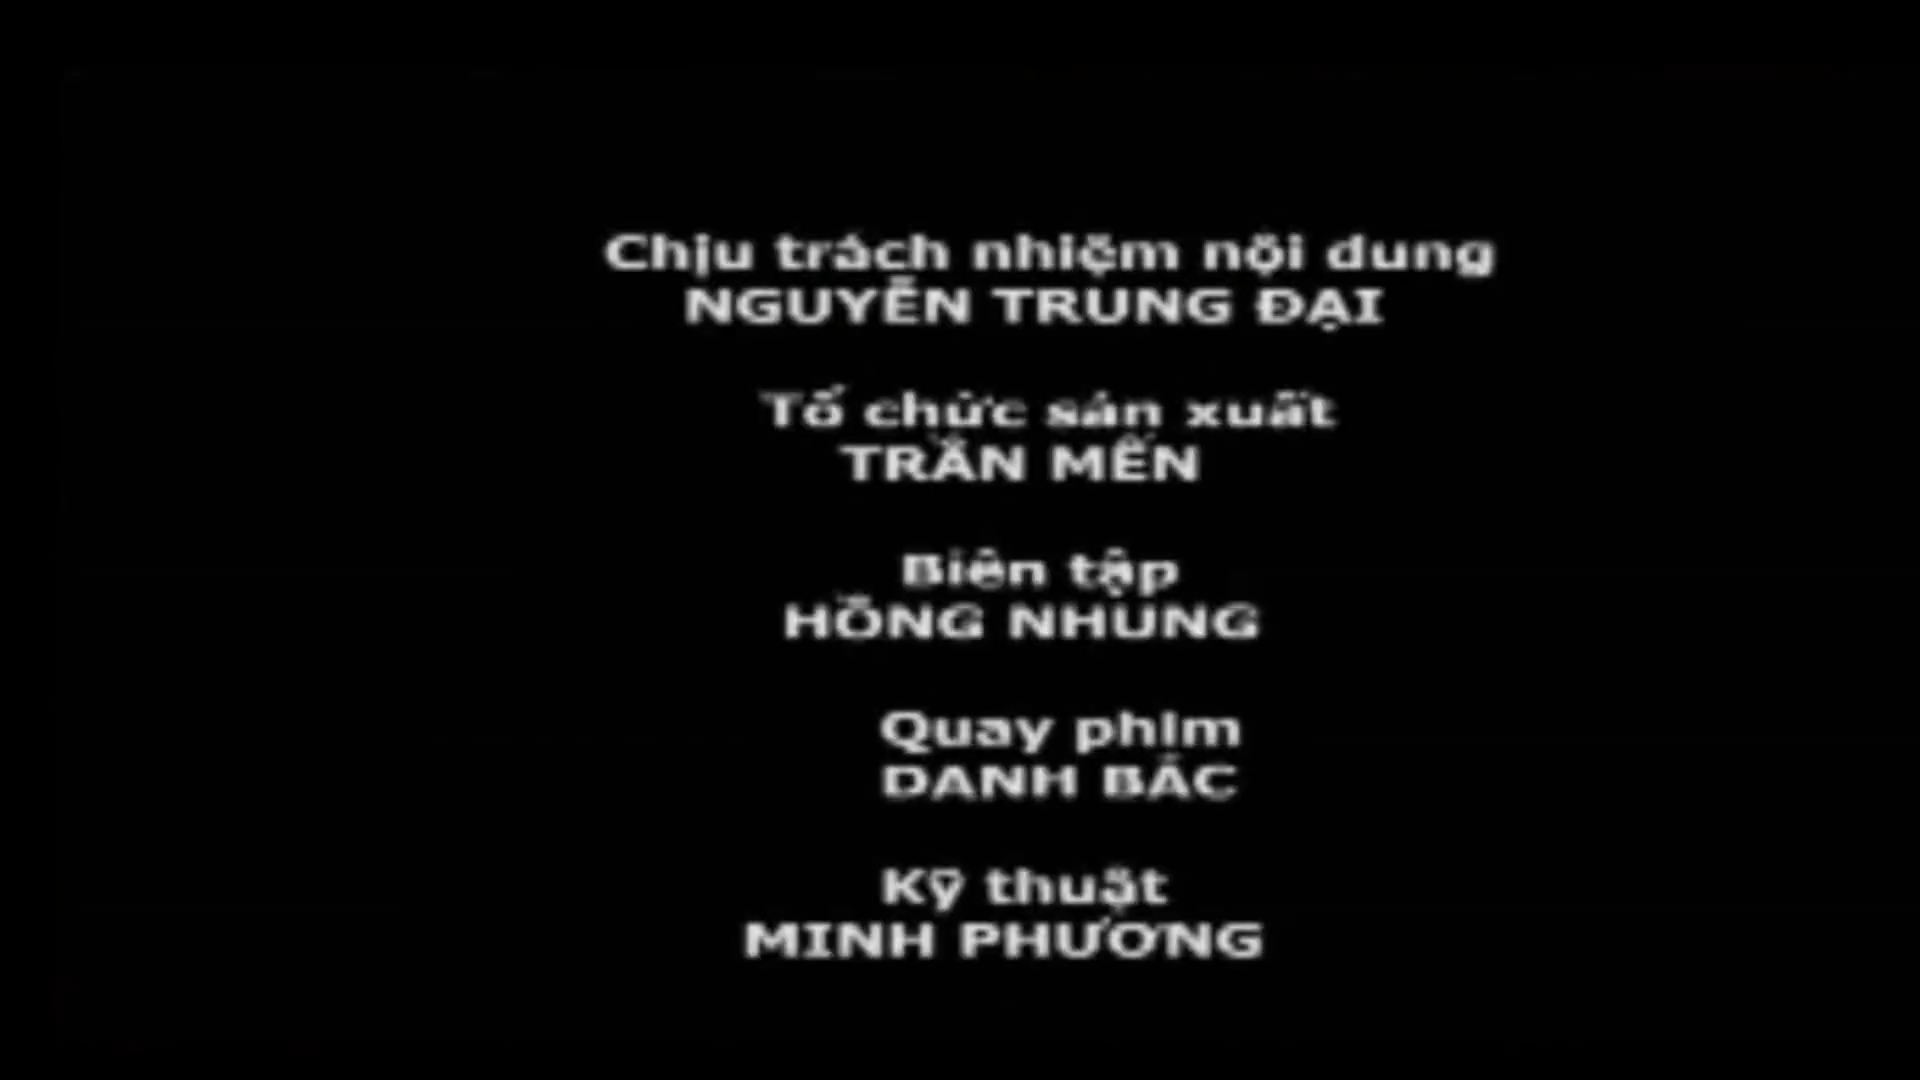 Chịu trách nhiệm nội dung
NGUYỄN TRUNG ĐẠI
Tổ chức sản xuất
TRẦN MẾN
Biên tập
HỒNG NHUNG
Quay phim
DANH BẮC
Kỹ thuật
MINH PHƯƠNG